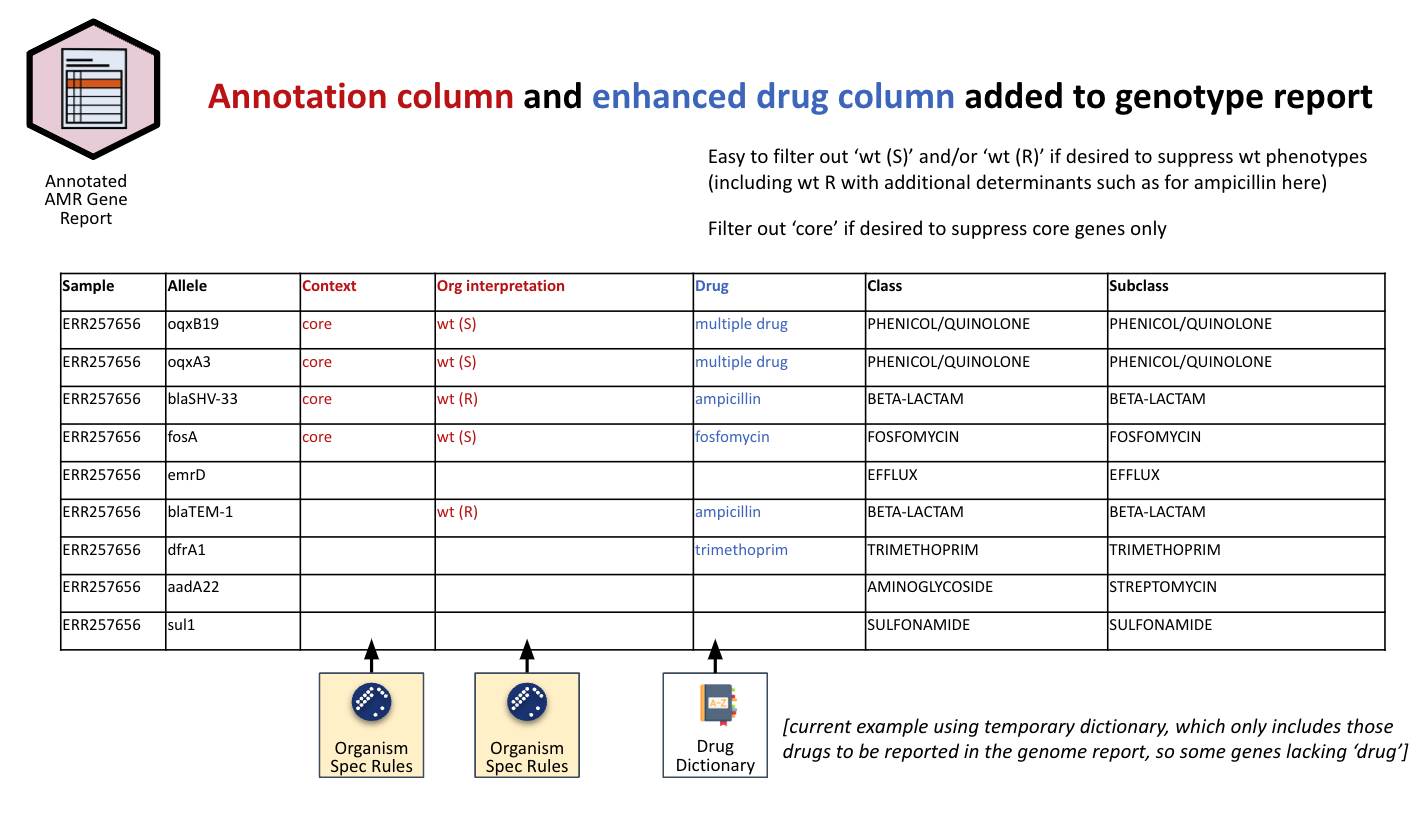 Annotation column and enhanced drug column added to genotype report
Annotated
AMR Gene
Report
Easy to filter out ‘wt (S)’ and/or ‘wt (R)’ if desired to suppress wt phenotypes
(including wt R with additional determinants such as for ampicillin here)
Filter out ‘core’ if desired to suppress core genes only
Sample Allele Context Org interpretation Drug Class Subclass
ERR257656 oqxB19 core wt (S) multiple drug PHENICOL/QUINOLONE PHENICOL/QUINOLONE
ERR257656 oqxA3 core wt (S) multiple drug PHENICOL/QUINOLONE PHENICOL/QUINOLONE
ERR257656 blaSHV-33 core wt (R) ampicillin BETA-LACTAM BETA-LACTAM
ERR257656 fosA core wt (S) fosfomycin FOSFOMYCIN FOSFOMYCIN
ERR257656 emrD EFFLUX EFFLUX
ERR257656 blaTEM-1 wt (R) ampicillin BETA-LACTAM BETA-LACTAM
ERR257656 dfrA1 trimethoprim TRIMETHOPRIM TRIMETHOPRIM
ERR257656 aadA22 AMINOGLYCOSIDE STREPTOMYCIN
ERR257656 sul1 SULFONAMIDE SULFONAMIDE
Organism
Spec Rules
Organism
Spec Rules
A-Z
Drug
Dictionary
[current example using temporary dictionary, which only includes those
drugs to be reported in the genome report, so some genes lacking ‘drug’]